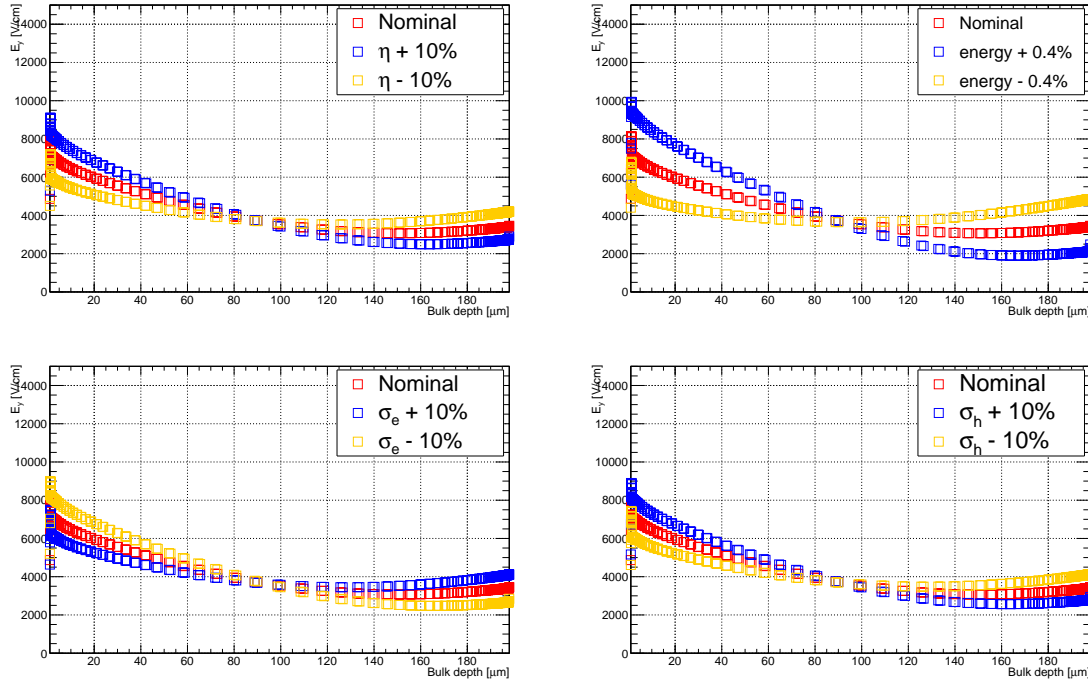 Nominal
η + 10%
η - 10%
E_y [V/cm]
14000
12000
10000
8000
6000
4000
2000
0
20 40 60 80 100 120 140 160 180
Bulk depth [μm]
Nominal
energy + 0.4%
energy - 0.4%
E_y [V/cm]
14000
12000
10000
8000
6000
4000
2000
0
20 40 60 80 100 120 140 160 180
Bulk depth [μm]
Nominal
σ_e + 10%
σ_e - 10%
E_y [V/cm]
14000
12000
10000
8000
6000
4000
2000
0
20 40 60 80 100 120 140 160 180
Bulk depth [μm]
Nominal
σ_h + 10%
σ_h - 10%
E_y [V/cm]
14000
12000
10000
8000
6000
4000
2000
0
20 40 60 80 100 120 140 160 180
Bulk depth [μm]